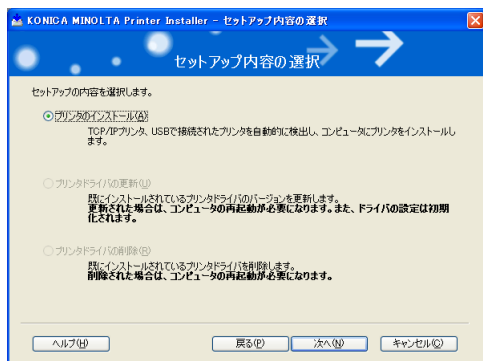 KONICA MINOLTA Printer Installer - セットアップ内容の選択
セットアップ内容の選択
セットアップの内容を選択します。
プリンタのインストール(A)
TCP/IPプリンタ、USBで接続されたプリンタを自動的に検出し、コンピュータにプリンタをインストールし
ます。
プリンタドライバの更新(U)
既にインストールされているプリンタドライバのバージョンを更新します。
更新された場合は、コンピュータの再起動が必要になります。また、ドライバの設定は初期
化されます。
プリンタドライバの削除(R)
既にインストールされているプリンタドライバを削除します。
削除された場合は、コンピュータの再起動が必要になります。
ヘルプ(H)
戻る(P)
次へ(N)
キャンセル(C)